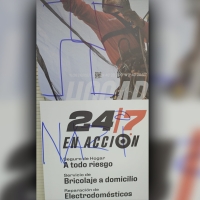 24|7
EN ACCIÓN
Seguro de Hogar
A todo riesgo
Servicio de
Bricolaje a domicilio
Reparación de
Electrodomésticos